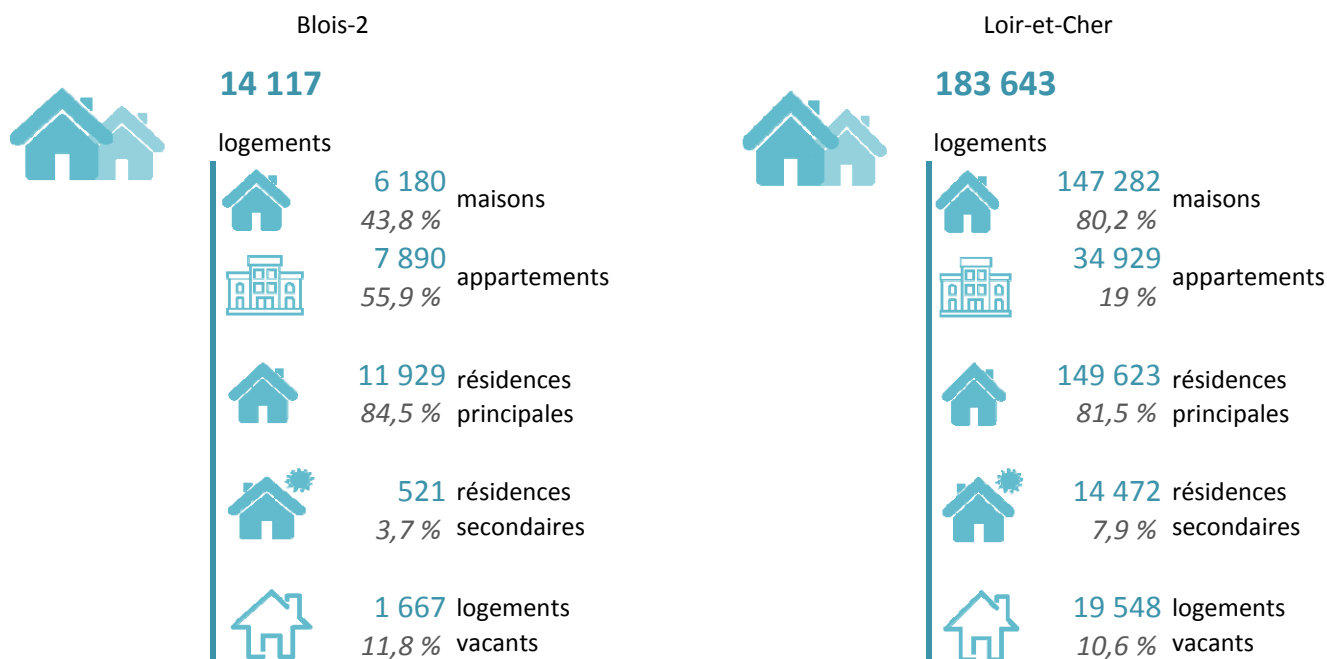 Blois-2
14 117
logements
6 180
43,8 %
maisons
7 890
55,9 %
appartements
11 929
84,5 %
résidences
principales
521
3,7 %
résidences
secondaires
1 667
11,8 %
logements
vacants
Loir-et-Cher
183 643
logements
147 282
80,2 %
maisons
34 929
19 %
appartements
149 623
81,5 %
résidences
principales
14 472
7,9 %
résidences
secondaires
19 548
10,6 %
logements
vacants